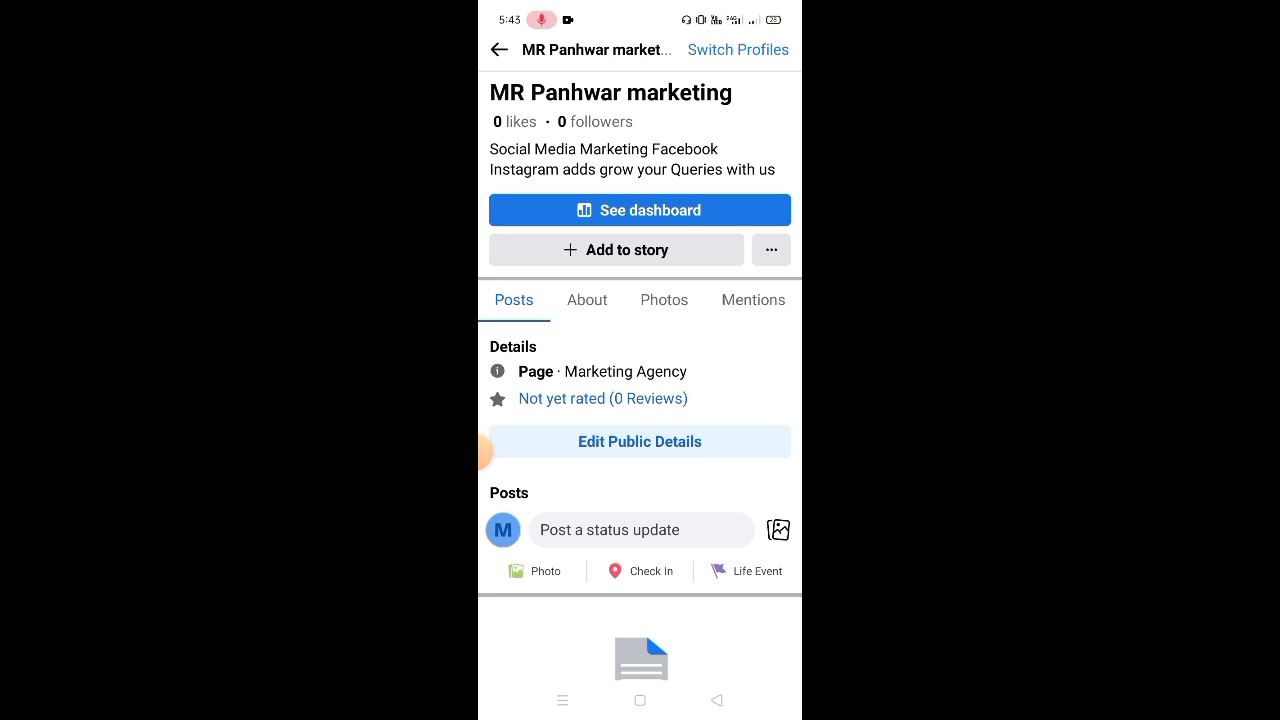 5:43 28
MR Panhwar market... Switch Profiles
MR Panhwar marketing
0 likes · 0 followers
Social Media Marketing Facebook
Instagram adds grow your Queries with us
See dashboard
+ Add to story ...
Posts About Photos Mentions
Details
Page · Marketing Agency
Not yet rated (0 Reviews)
Edit Public Details
Posts
M Post a status update
Photo Check In Life Event